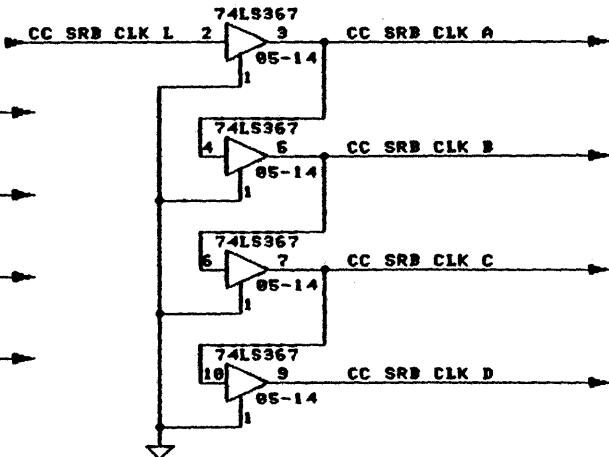 74LS367
CC SRB CLK L 2 3 CC SRB CLK A
1 05-14
74LS367
4 5 CC SRB CLK B
1 05-14
74LS367
6 7 CC SRB CLK C
1 05-14
74LS367
10 9 CC SRB CLK D
1 05-14